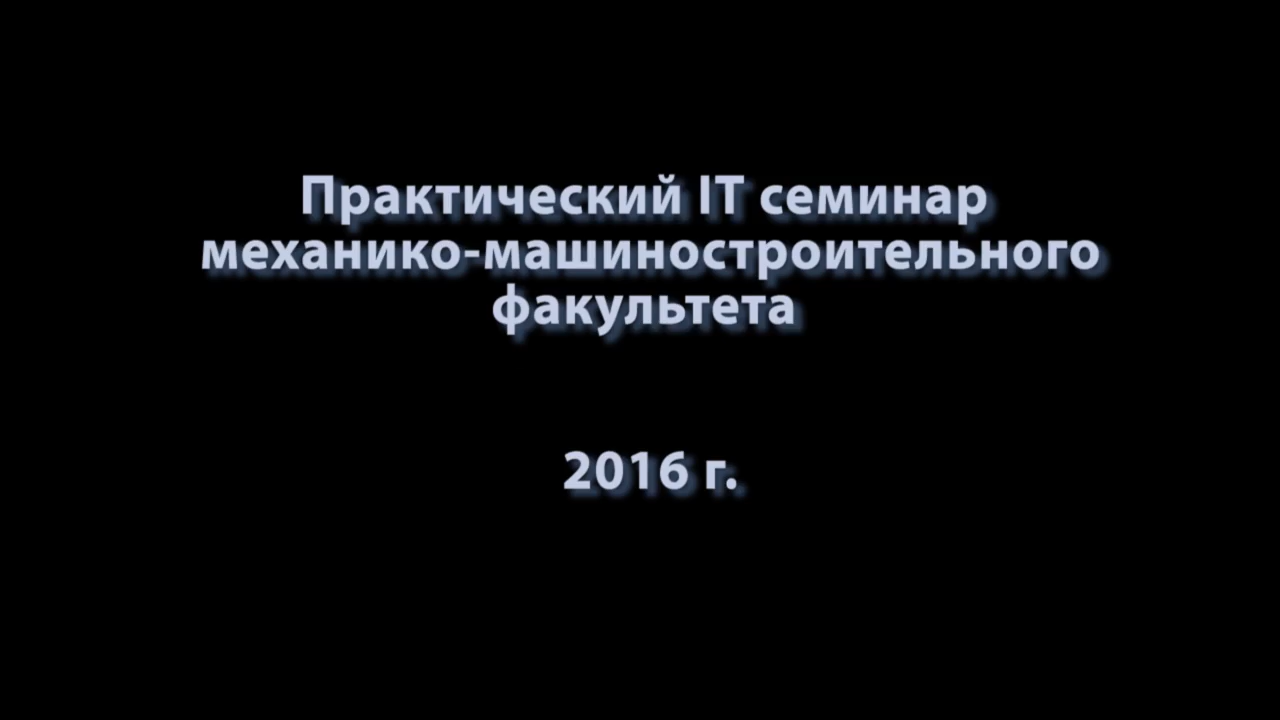 Практический IT семинар
механико-машиностроительного
факультета
2016 г.